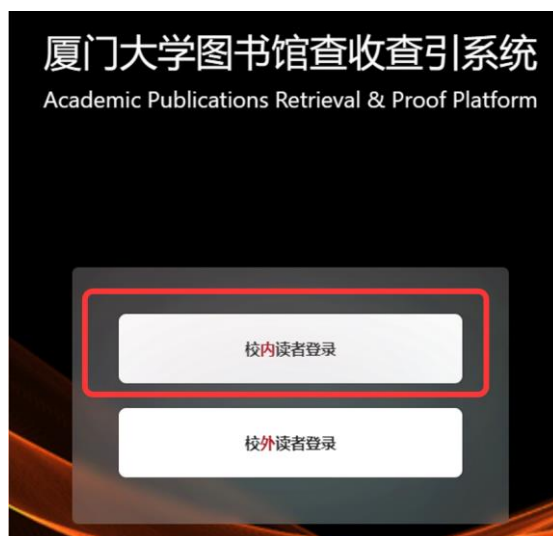 厦门大学图书馆查收查引系统
Academic Publications Retrieval & Proof Platform
校内读者登录
校外读者登录